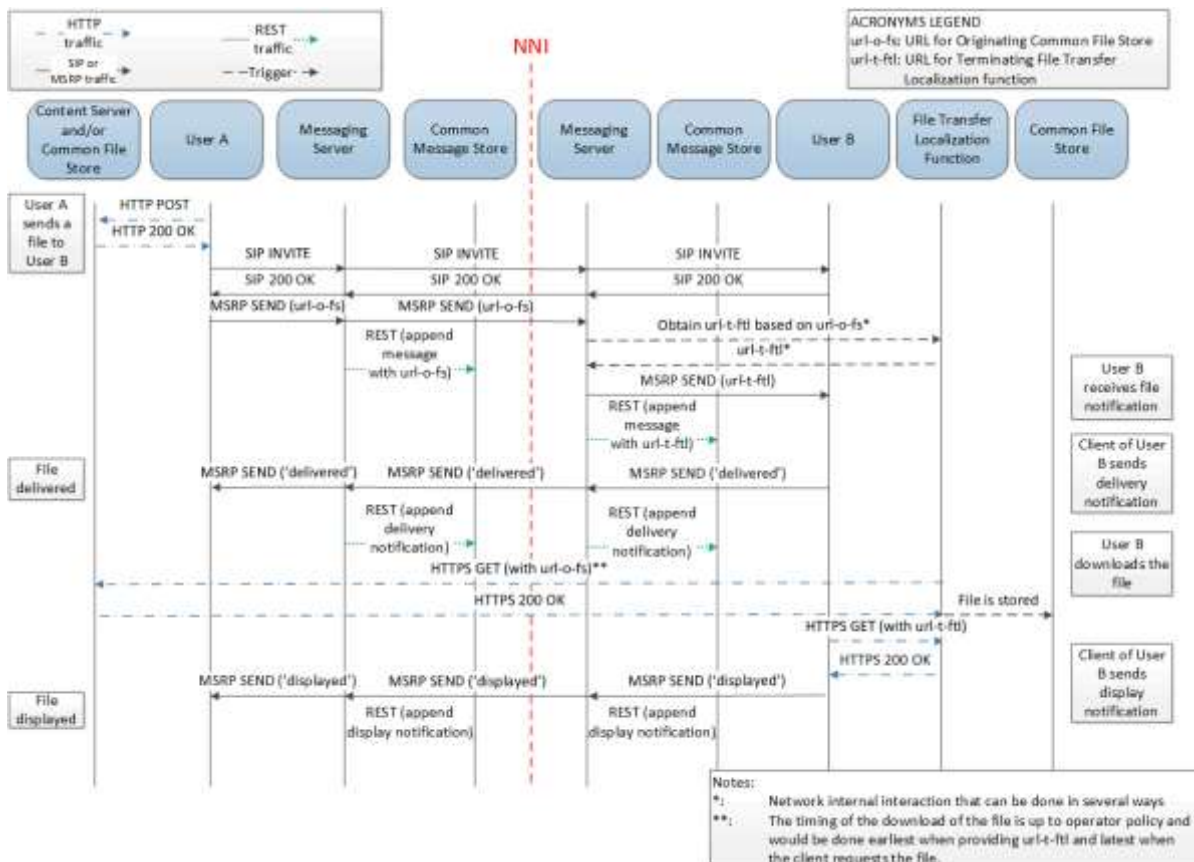 HTTP
traffic
REST
traffic
SIP or
MSRP traffic
Trigger
NNI
ACRONYMS LEGEND
url-o-fs: URL for Originating Common File Store
url-t-ftl: URL for Terminating File Transfer
Localization function
Content Server
and/or
Common File
Store
User A
Messaging
Server
Common
Message Store
Messaging
Server
Common
Message Store
User B
File Transfer
Localization
Function
Common File
Store
User A
sends a
file to
User B
HTTP POST
HTTP 200 OK
SIP INVITE
SIP INVITE
SIP INVITE
SIP 200 OK
SIP 200 OK
SIP 200 OK
MSRP SEND (url-o-fs)
MSRP SEND (url-o-fs)
Obtain url-t-ftl based on url-o-fs*
url-t-ftl*
REST (append
message
with url-o-fs)
MSRP SEND (url-t-ftl)
User B
receives file
notification
REST (append
message
with url-t-ftl)
Client of User
B sends
delivery
notification
File
delivered
MSRP SEND ('delivered')
MSRP SEND ('delivered')
MSRP SEND ('delivered')
REST (append
delivery
notification)
REST (append
delivery
notification)
User B
downloads the
file
HTTPS GET (with url-o-fs)**
HTTPS 200 OK
File is stored
HTTPS GET (with url-t-ftl)
HTTPS 200 OK
Client of User
B sends
display
notification
File
displayed
MSRP SEND ('displayed')
MSRP SEND ('displayed')
MSRP SEND ('displayed')
REST (append
display notification)
REST (append
display notification)
Notes:
*: Network internal interaction that can be done in several ways
**: The timing of the download of the file is up to operator policy and
would be done earliest when providing url-t-ftl and latest when
the client requests the file.